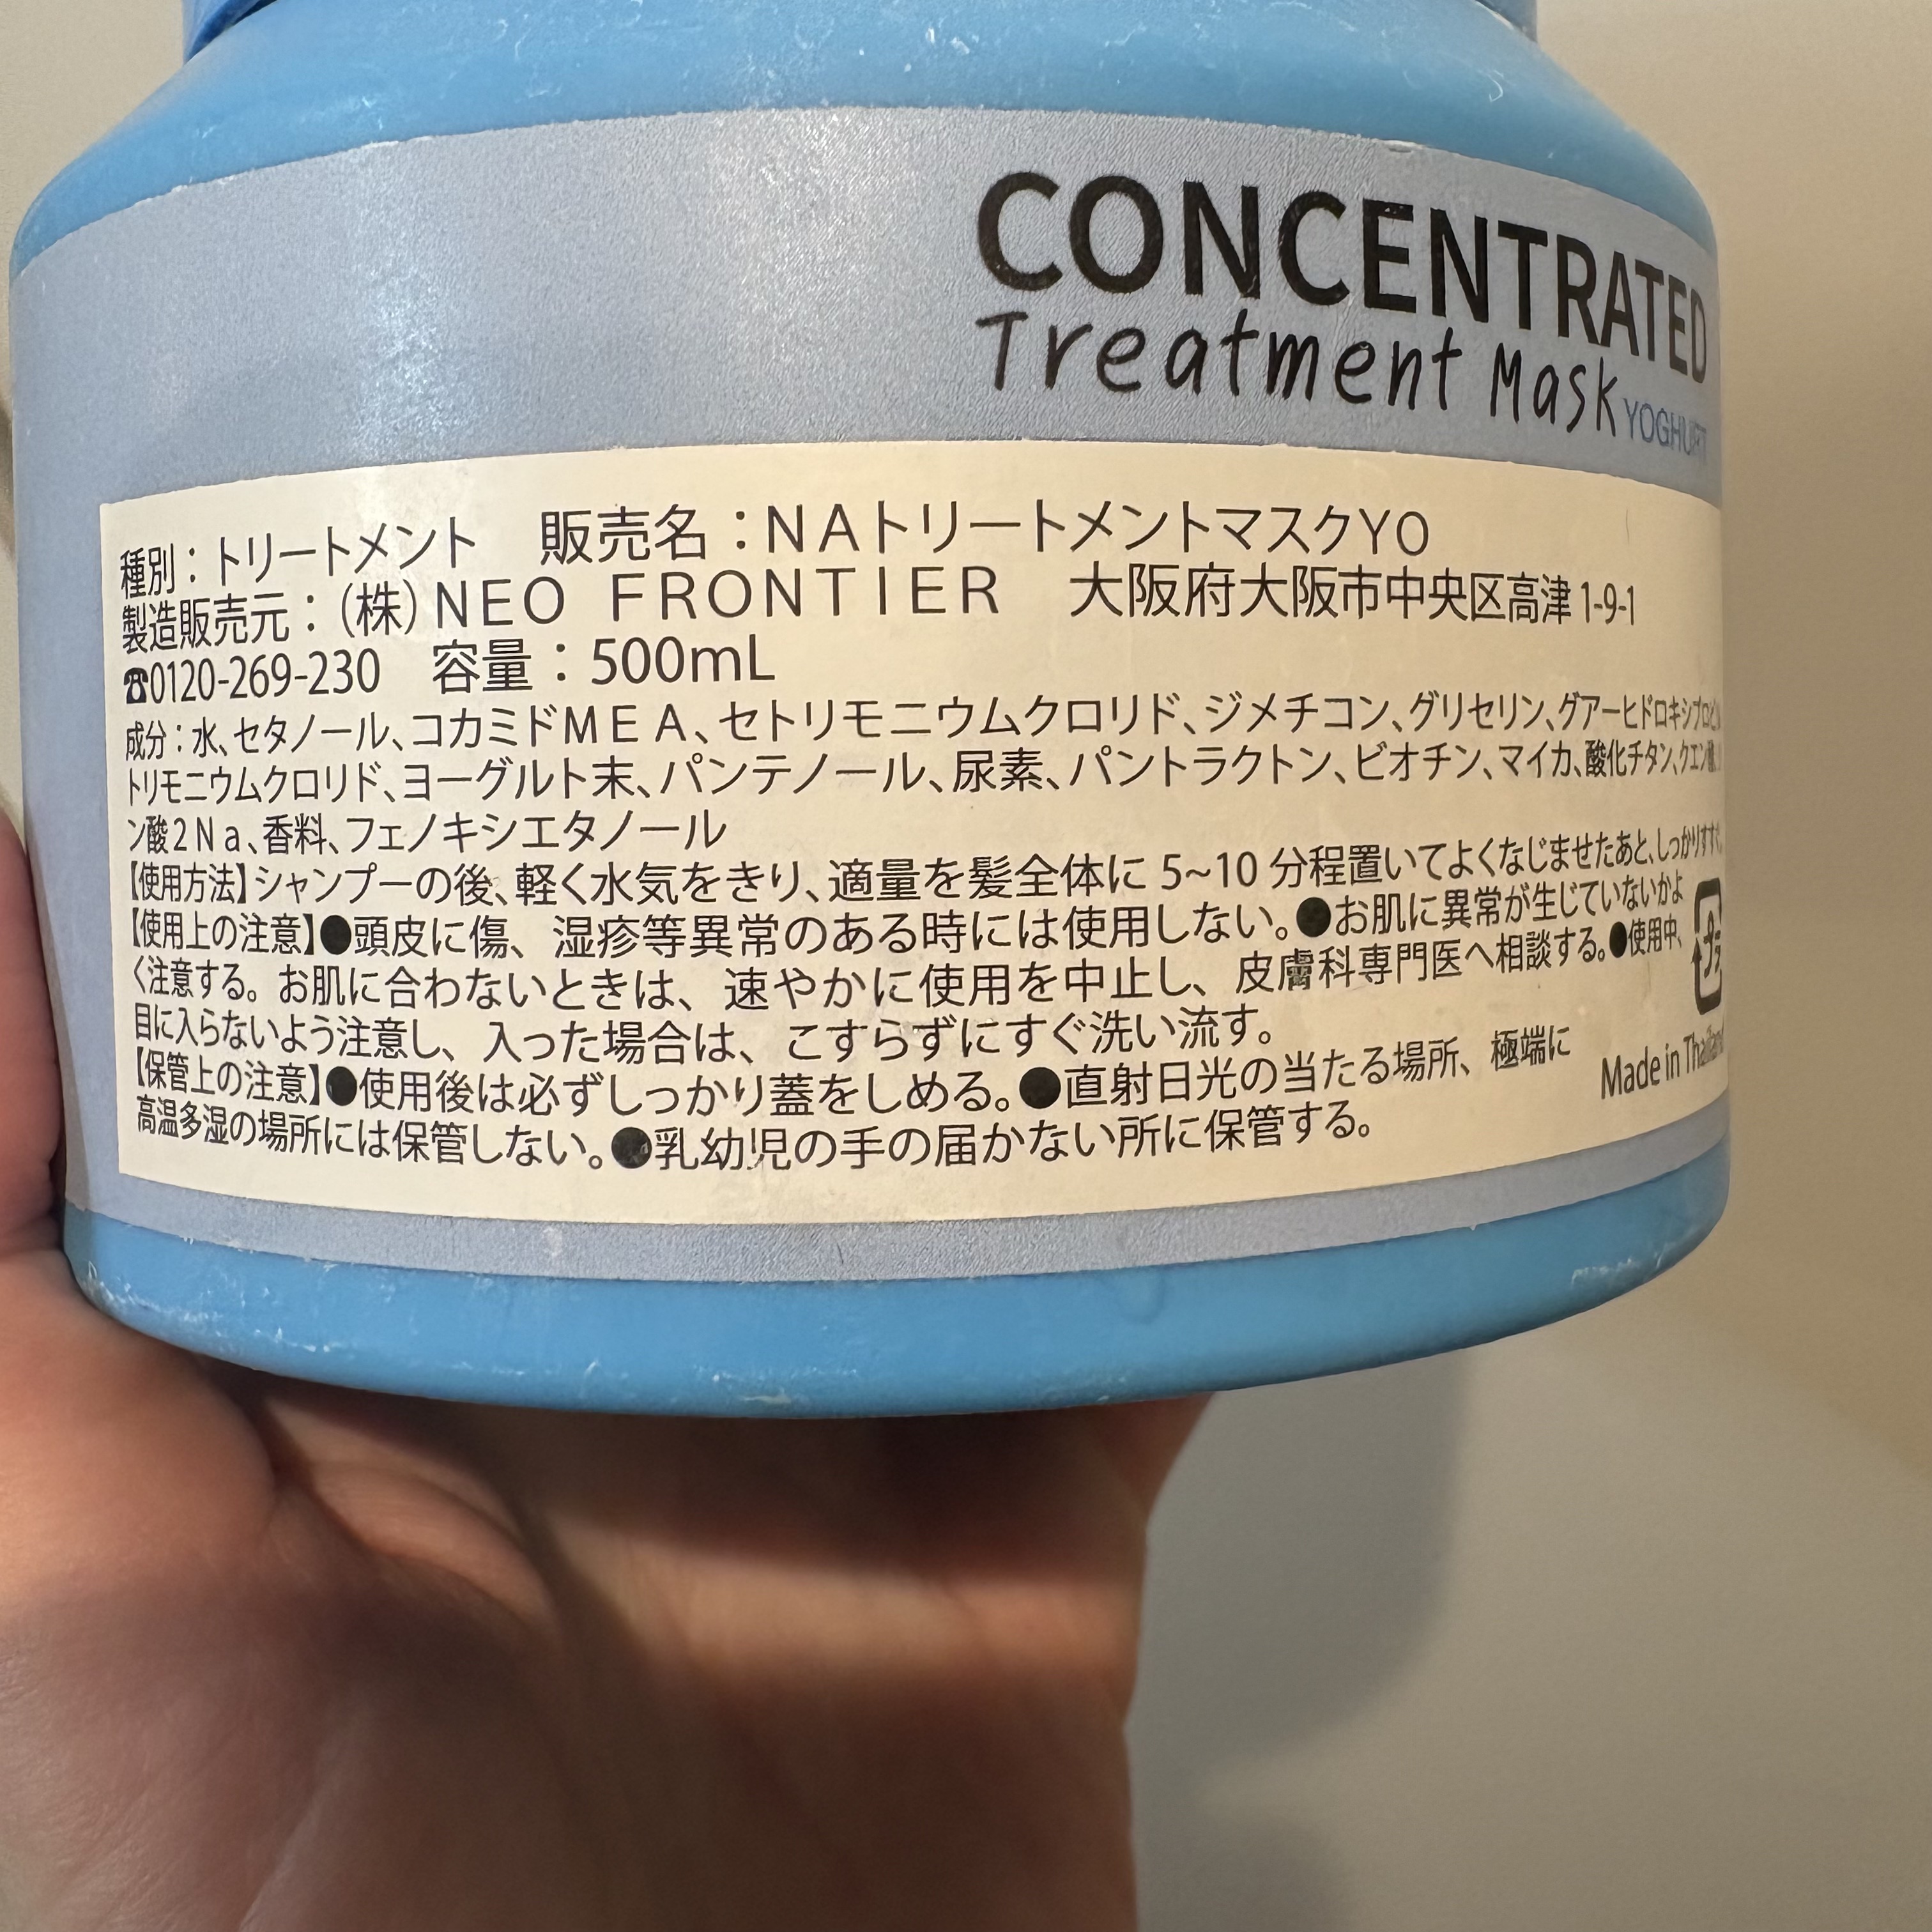 CONCENTRATED
Treatment Mask
YOGHURT
種別：トリートメント　販売名：NAトリートメントマスクYO
製造販売元：(株)NEO FRONTIER　大阪府大阪市中央区高津1-9-1
☎0120-269-230　容量：500mL
成分：水、セタノール、コカミドMEA、セトリモニウムクロリド、ジメチコン、グリセリン、グアーヒドロキシプロピル
トリモニウムクロリド、ヨーグルト末、パンテノール、尿素、パントラクトン、ビオチン、マイカ、酸化チタン、クエン酸、
ン酸2Na、香料、フェノキシエタノール
【使用方法】シャンプーの後、軽く水気をきり、適量を髪全体に 5~10 分程置いてよくなじませたあと、しっかりすすぐ。
【使用上の注意】●頭皮に傷、湿疹等異常のある時には使用しない。●お肌に異常が生じていないかよ
く注意する。お肌に合わないときは、速やかに使用を中止し、皮膚科専門医へ相談する。●使用中、
目に入らないよう注意し、入った場合は、こすらずにすぐ洗い流す。
【保管上の注意】●使用後は必ずしっかり蓋をしめる。●直射日光の当たる場所、極端に
高温多湿の場所には保管しない。●乳幼児の手の届かない所に保管する。
プラ
Made in Thailand